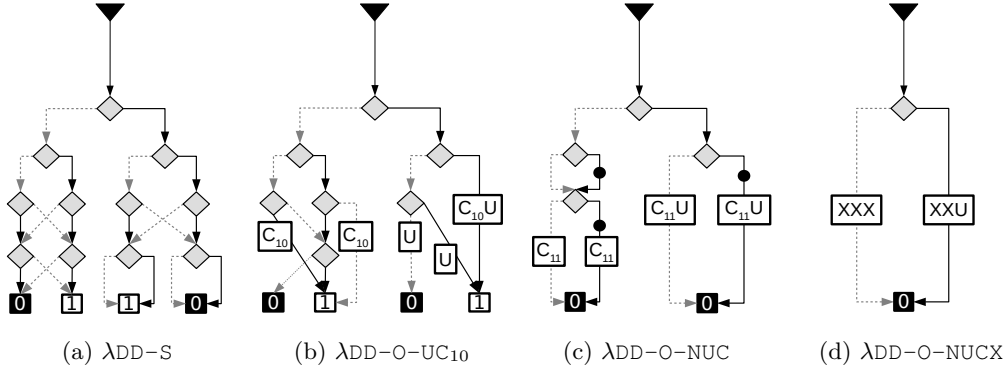 C₁₀ C₁₀ U U C₁₀U
C₁₁ C₁₁ C₁₁U C₁₁U
XXX XXU
0 1 1 0
0 1 0 1
0 0
0
(a) λDD-S
(b) λDD-O-UC₁₀
(c) λDD-O-NUC
(d) λDD-O-NUCX